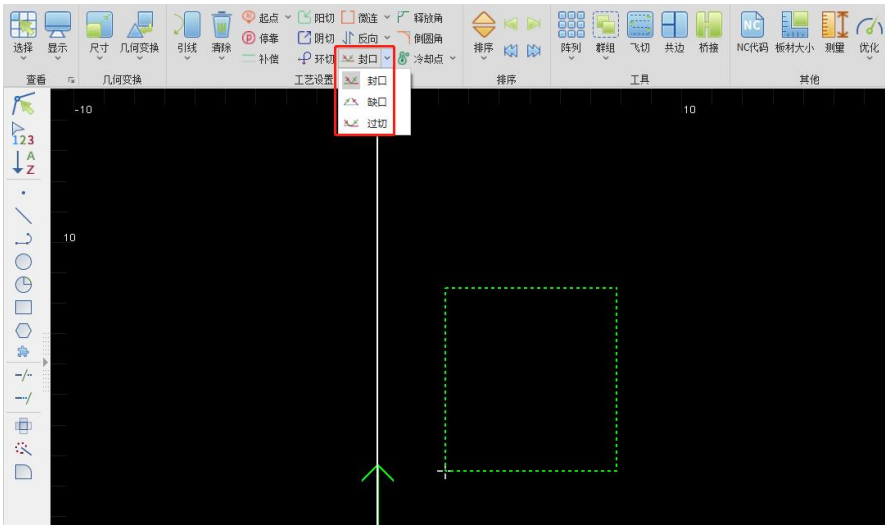 起点 阳切 微连 释放角
选择 显示 尺寸 几何变换 引线 清除 停靠 阴切 反向 倒圆角 排序 阵列 群组 飞切 共边 桥接 NC NC代码 板材大小 测量 优化
补偿 环切 封口 冷却点
查看 几何变换 工艺设置 排序 工具 其他
封口
缺口
过切
-10 10
123
A
Z
10